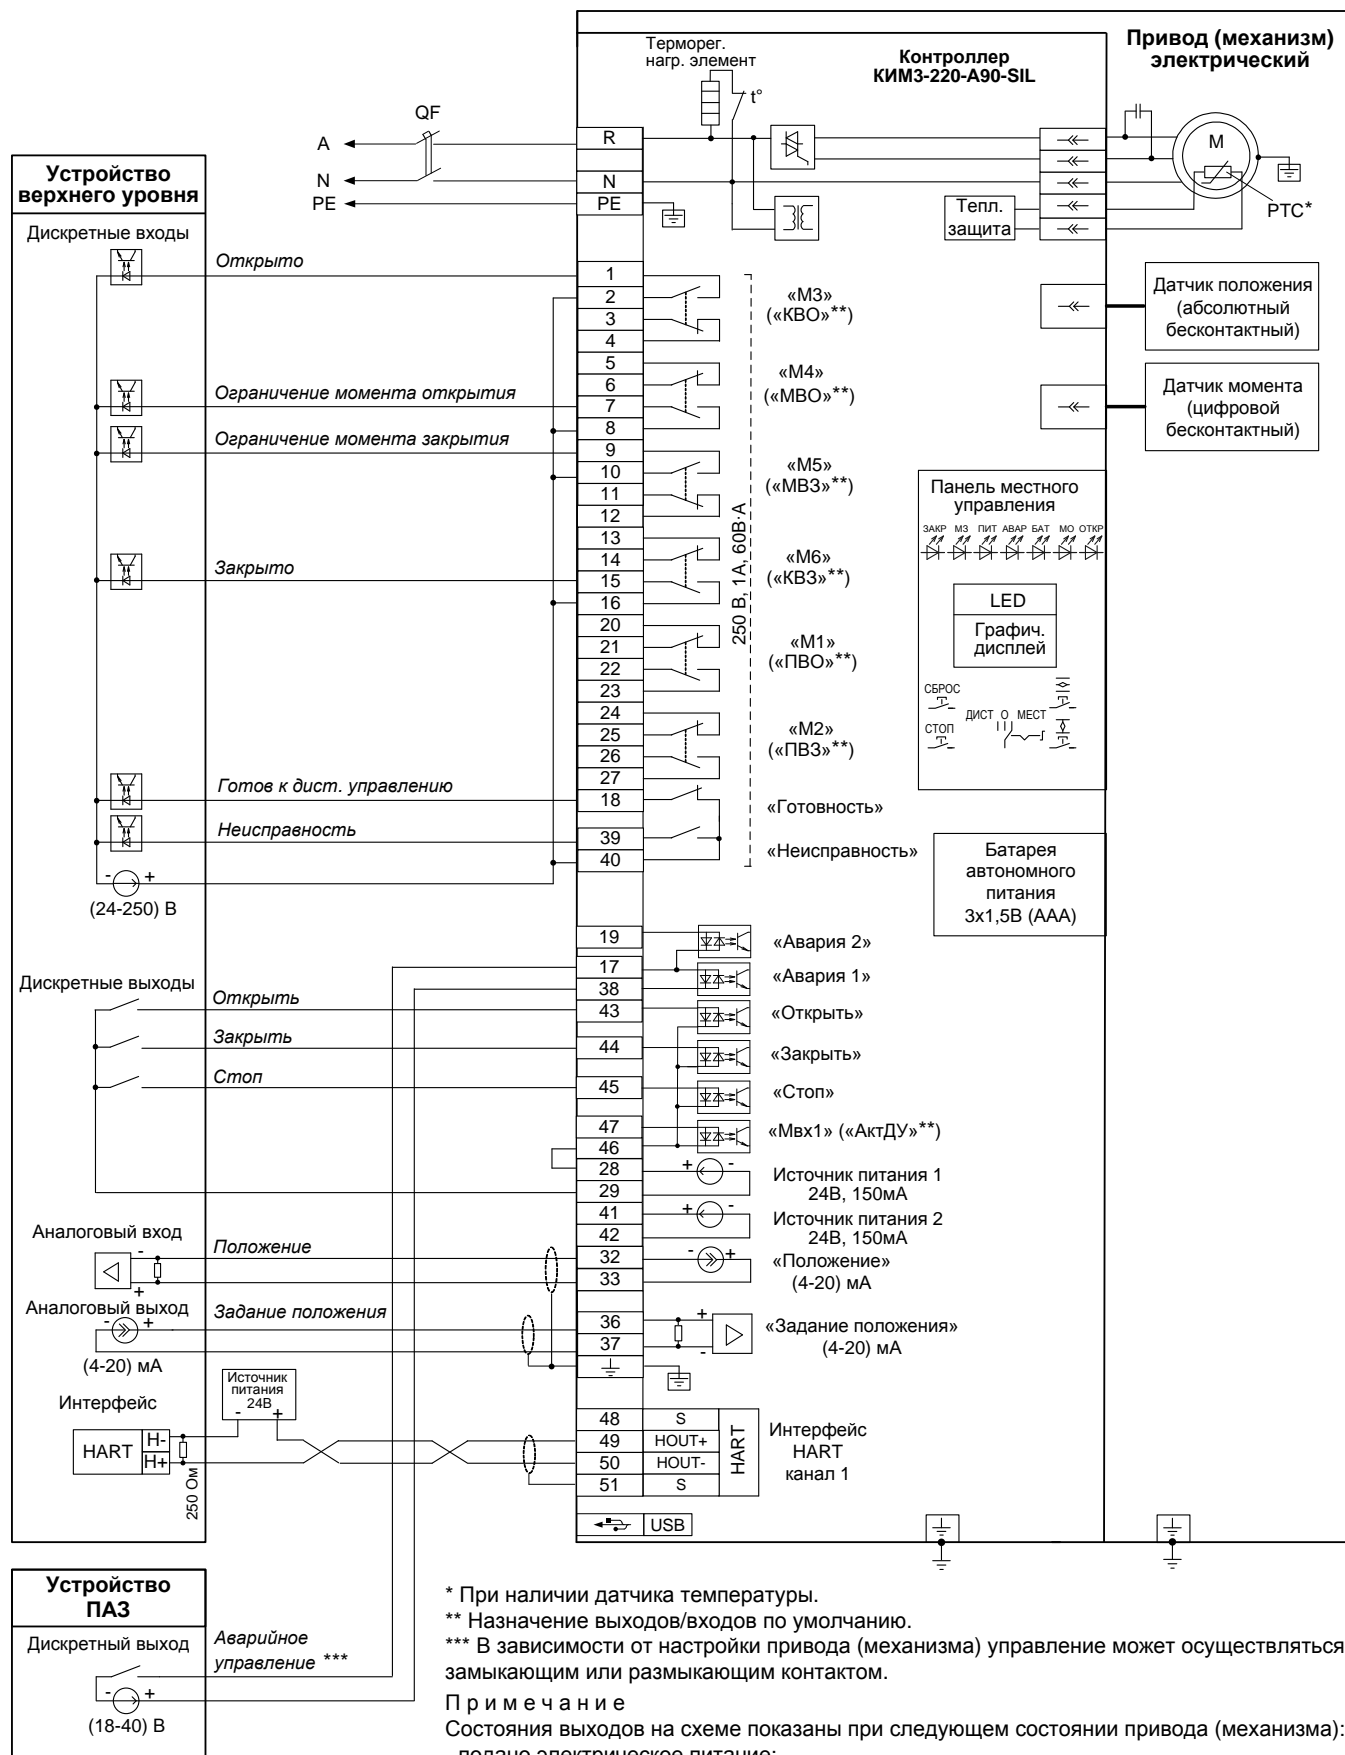 Терморег.
нагр. элемент
t°
Контроллер
КИМ3-220-A90-SIL
Привод (механизм)
электрический
QF
A
N
PE
R
N
PE
M
PTC*
Тепл.
защита
Устройство
верхнего уровня
Дискретные входы
Открыто
Ограничение момента открытия
Ограничение момента закрытия
Закрыто
Готов к дист. управлению
Неисправность
- +
(24-250) В
1
2
3
4
5
6
7
8
9
10
11
12
13
14
15
16
20
21
22
23
24
25
26
27
18
39
40
«М3»
(«КВО»**)
«М4»
(«МВО»**)
«М5»
(«МВЗ»**)
«М6»
(«КВЗ»**)
«М1»
(«ПВО»**)
«М2»
(«ПВЗ»**)
«Готовность»
«Неисправность»
250 В, 1А, 60В·А
Датчик положения
(абсолютный
бесконтактный)
Датчик момента
(цифровой
бесконтактный)
Панель местного
управления
ЗАКР МЗ ПИТ АВАР БАТ МО ОТКР
LED
Графич.
дисплей
СБРОС
СТОП
ДИСТ О МЕСТ
Батарея
автономного
питания
3x1,5В (ААА)
19
17
38
43
44
45
47
46
28
29
41
42
32
33
36
37
«Авария 2»
«Авария 1»
«Открыть»
«Закрыть»
«Стоп»
«Мвх1» («АктДУ»**)
+ -
Источник питания 1
24В, 150мА
+ -
Источник питания 2
24В, 150мА
- +
«Положение»
(4-20) мА
+
-
«Задание положения»
(4-20) мА
Дискретные выходы
Открыть
Закрыть
Стоп
Аналоговый вход
-
+
Положение
Аналоговый выход
- +
(4-20) мА
Задание положения
Интерфейс
HART
H-
H+
250 Ом
Источник
питания
24В
- +
48 S
49 HOUT+
50 HOUT-
51 S
HART
Интерфейс
HART
канал 1
USB
Устройство
ПАЗ
Дискретный выход
- +
(18-40) В
Аварийное
управление ***
* При наличии датчика температуры.
** Назначение выходов/входов по умолчанию.
*** В зависимости от настройки привода (механизма) управление может осуществляться
замыкающим или размыкающим контактом.
Примечание
Состояния выходов на схеме показаны при следующем состоянии привода (механизма):